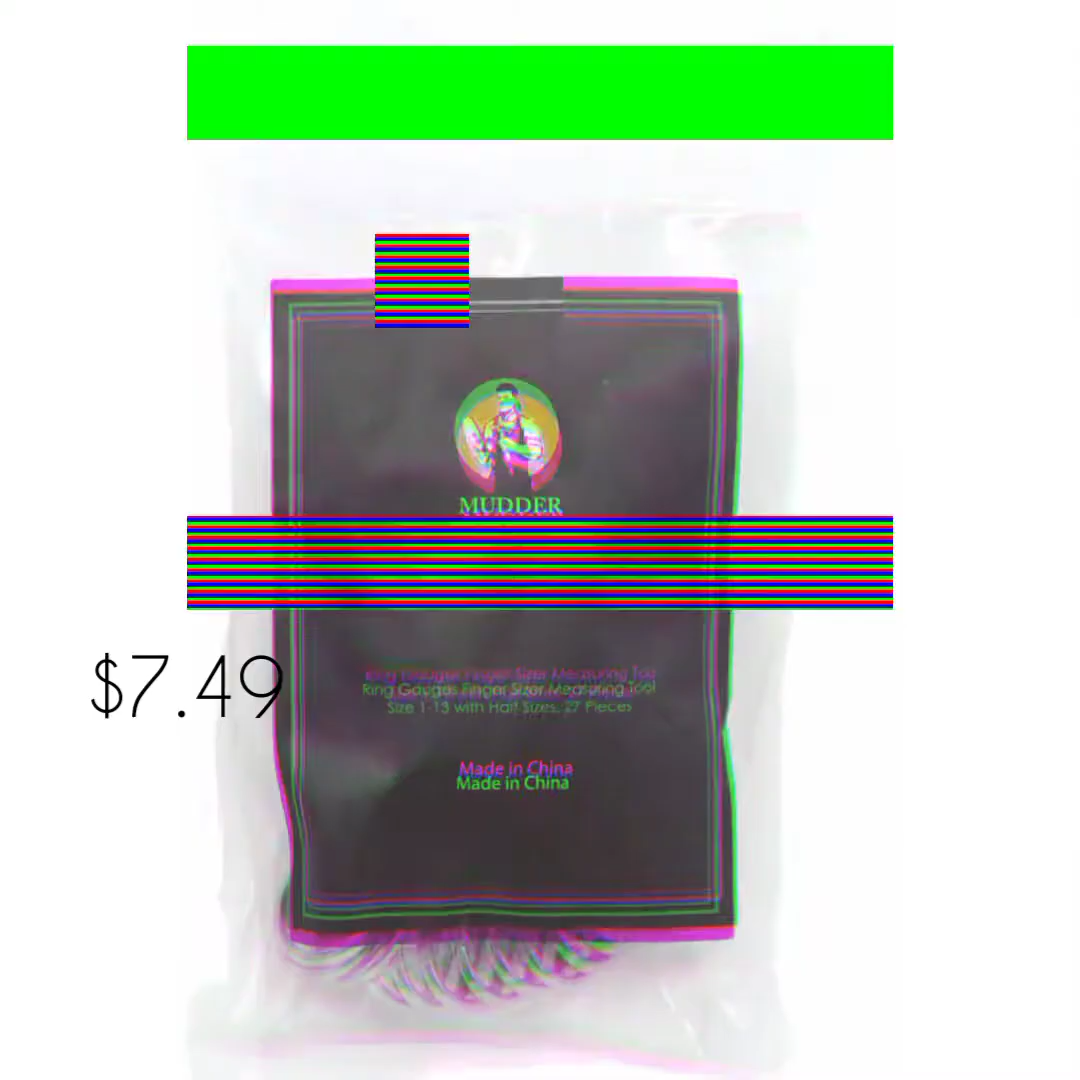 MUDDER
$7.49
Ring Gauges Finger Sizer Measuring Tool
Size 1-13 with Half Sizes, 27 Pieces
Made in China